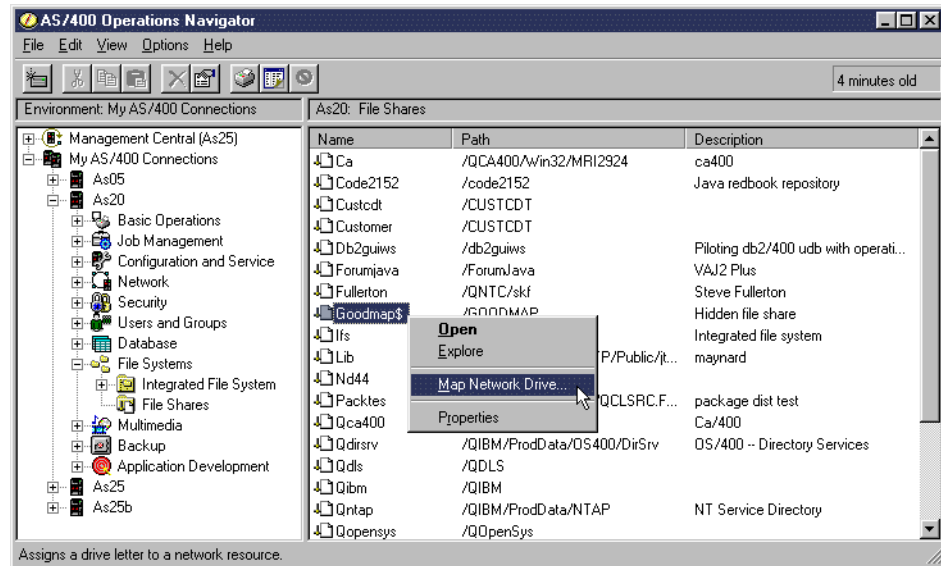 AS/400 Operations Navigator
File Edit View Options Help
4 minutes old
Environment: My AS/400 Connections As20: File Shares
Management Central (As25)
My AS/400 Connections
As05
As20
Basic Operations
Job Management
Configuration and Service
Network
Security
Users and Groups
Database
File Systems
Integrated File System
File Shares
Multimedia
Backup
Application Development
As25
As25b
Name Path Description
Ca /QCA400/Win32/MRI2924 ca400
Code2152 /code2152 Java redbook repository
Custcdt /CUSTCDT
Customer /CUSTCDT
Db2guiws /db2guiws Piloting db2/400 udb with operati...
Forumjava /ForumJava VAJ2 Plus
Fullerton /QNTC/skf Steve Fullerton
Goodmap$ /GOODMAP Hidden file share
Ifs Integrated file system
Lib TP/Public/jt... maynard
Nd44
Packtes /QCLSRC.F... package dist test
Qca400 Ca/400
Qdirsrv /QIBM/ProdData/OS400/DirSrv OS/400 -- Directory Services
Qdls /QDLS
Qibm /QIBM
Qntap /QIBM/ProdData/NTAP NT Service Directory
Qopensys /QOpenSys
Open
Explore
Map Network Drive...
Properties
Assigns a drive letter to a network resource.